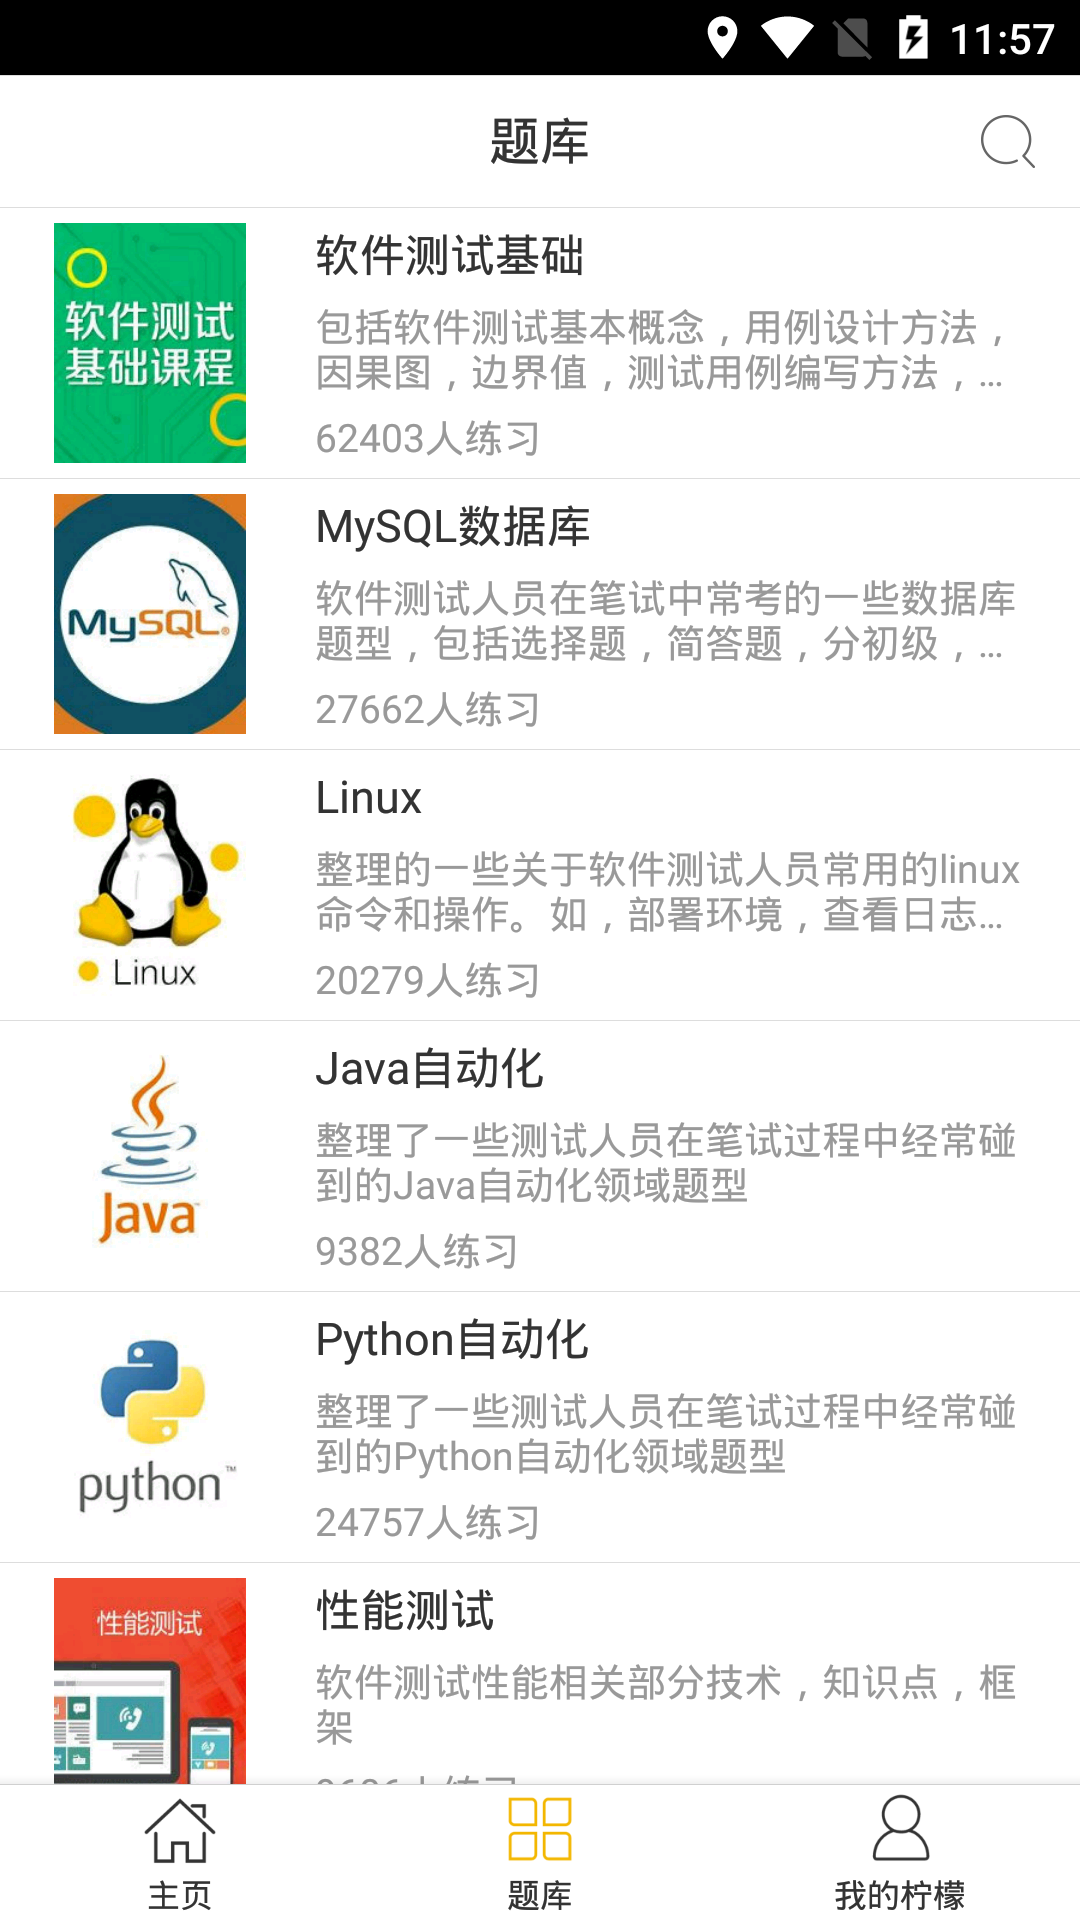 11:57
题库
软件测试
基础课程
软件测试基础
包括软件测试基本概念，用例设计方法，
因果图，边界值，测试用例编写方法，...
62403人练习
MySQL®
MySQL数据库
软件测试人员在笔试中常考的一些数据库
题型，包括选择题，简答题，分初级，...
27662人练习
Linux
Linux
整理的一些关于软件测试人员常用的linux
命令和操作。如，部署环境，查看日志...
20279人练习
Java
Java自动化
整理了一些测试人员在笔试过程中经常碰
到的Java自动化领域题型
9382人练习
python™
Python自动化
整理了一些测试人员在笔试过程中经常碰
到的Python自动化领域题型
24757人练习
性能测试
性能测试
软件测试性能相关部分技术，知识点，框
架
主页
题库
我的柠檬